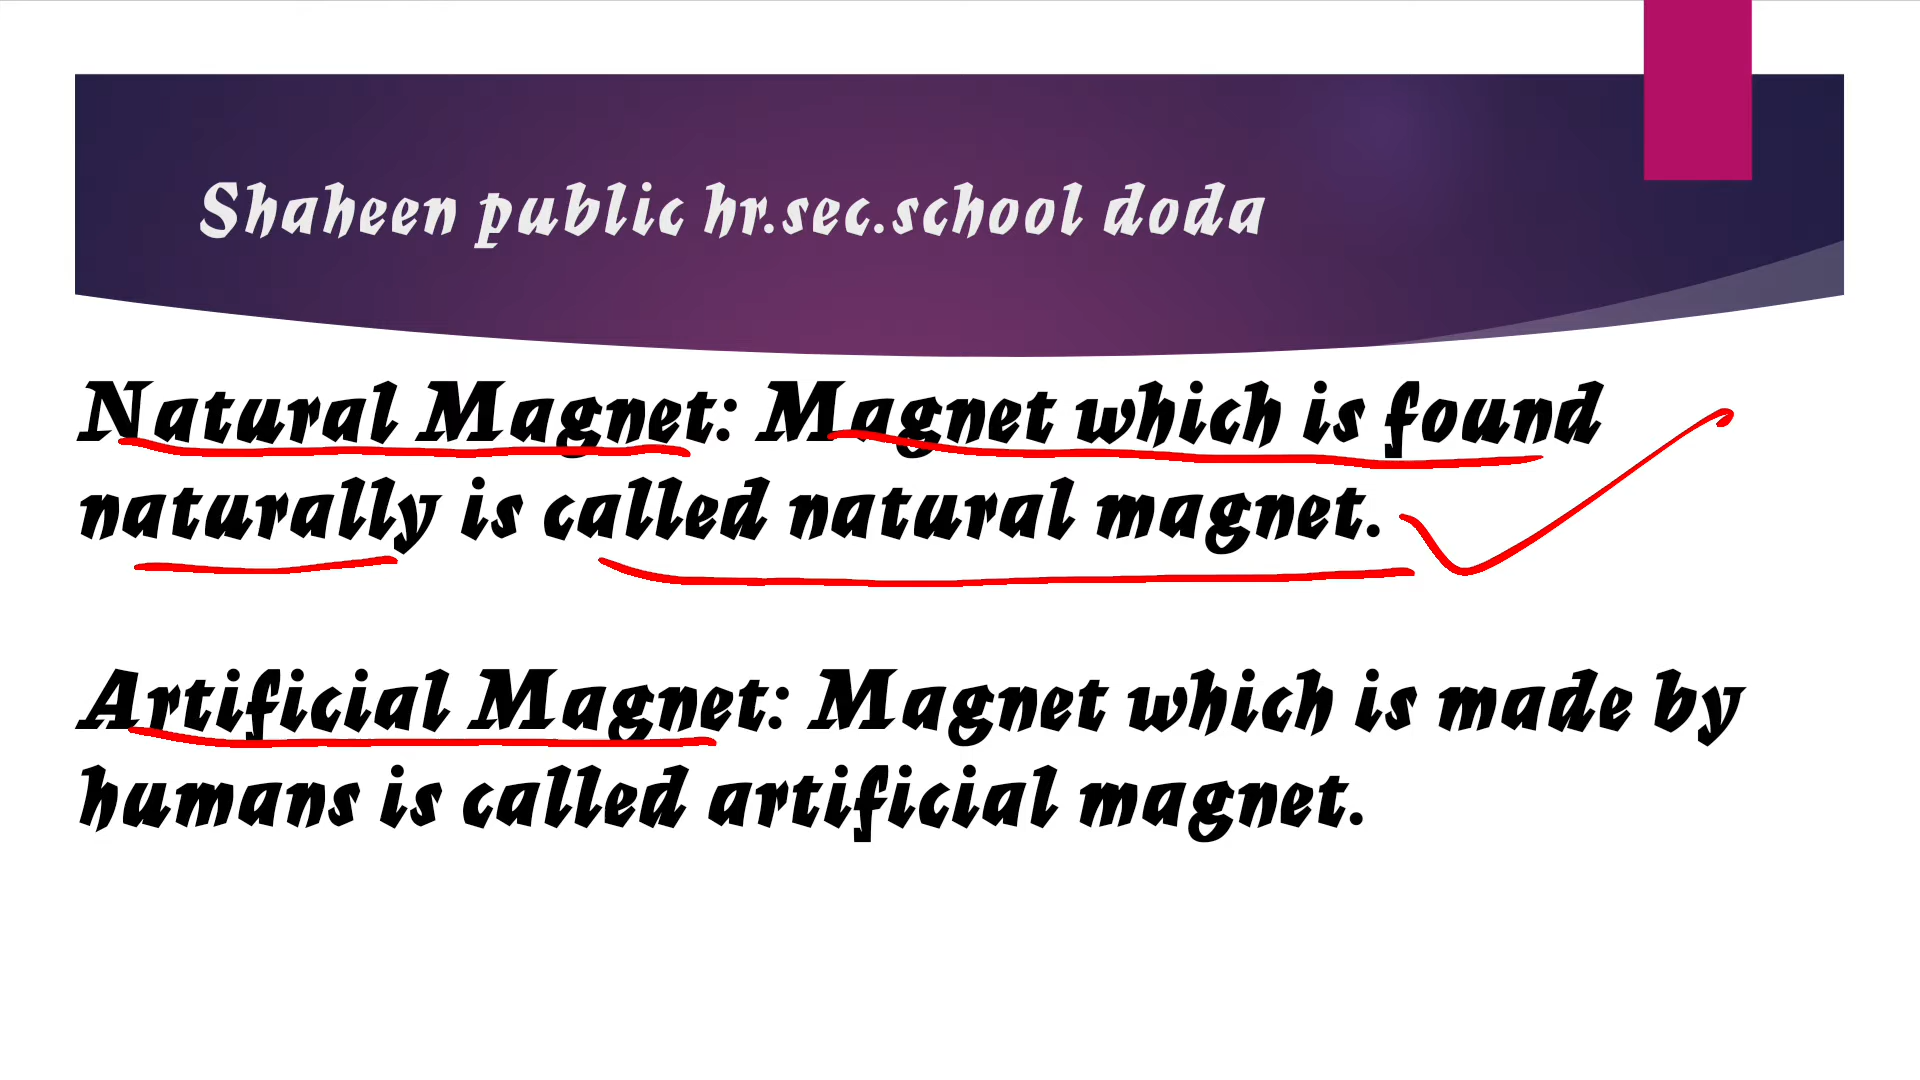 Shaheen public hr.sec.school doda
Natural Magnet: Magnet which is found
naturally is called natural magnet.
Artificial Magnet: Magnet which is made by
humans is called artificial magnet.